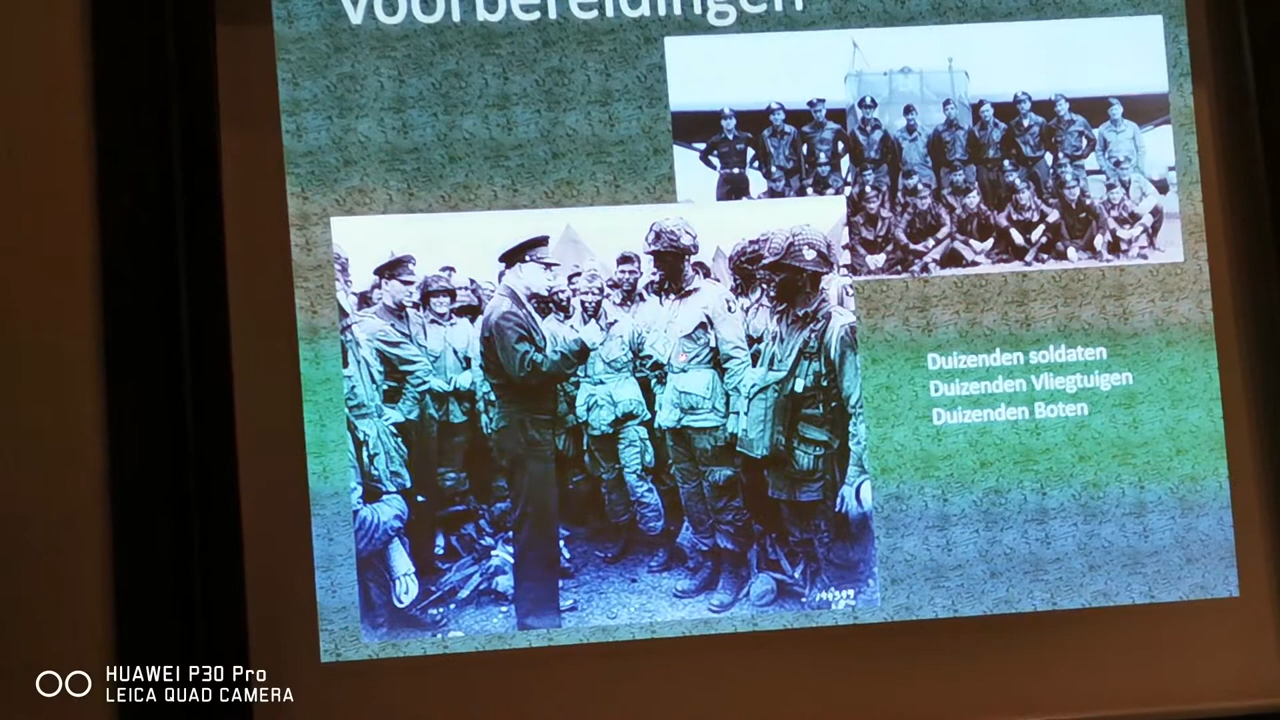 Voorbereidingen
Duizenden soldaten
Duizenden Vliegtuigen
Duizenden Boten
HUAWEI P30 Pro
LEICA QUAD CAMERA